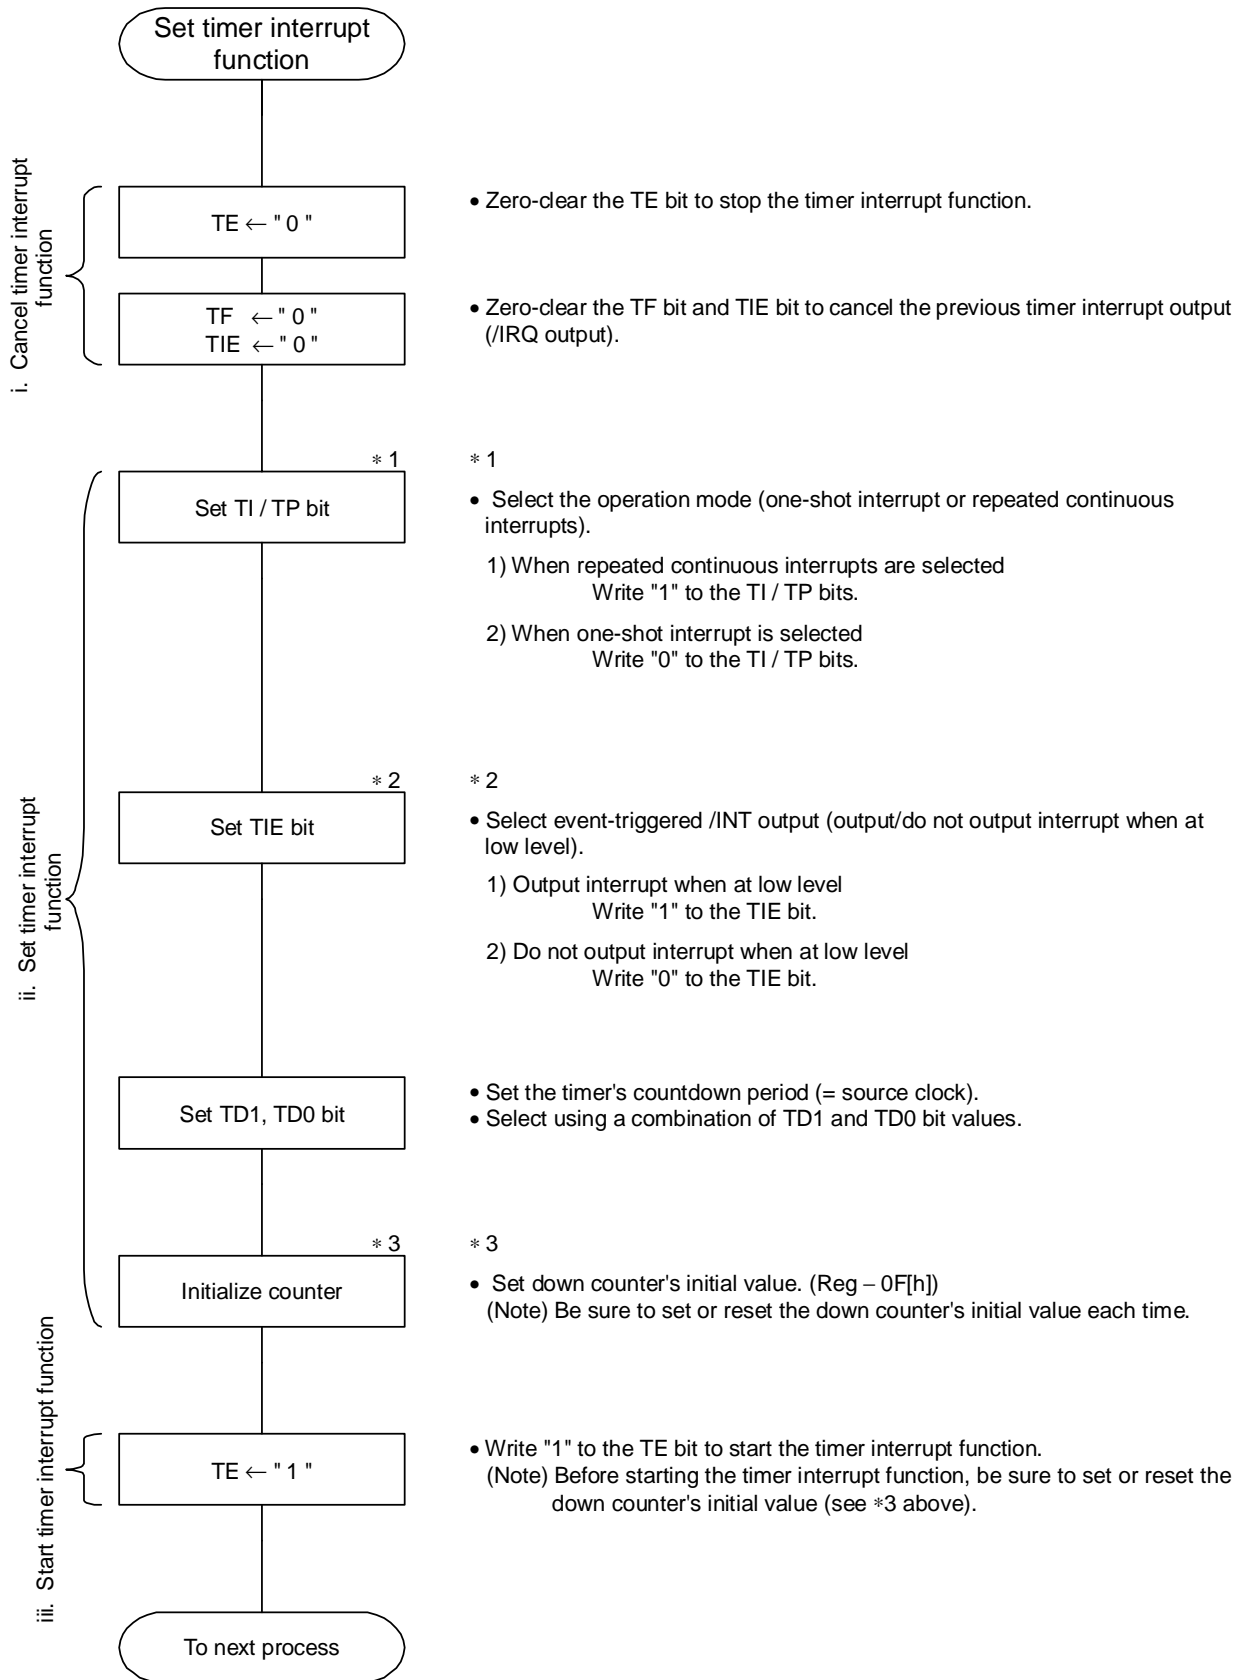 Set timer interrupt
function
i. Cancel timer interrupt
function
TE ← " 0 "
• Zero-clear the TE bit to stop the timer interrupt function.
TF ← " 0 "
TIE ← " 0 "
• Zero-clear the TF bit and TIE bit to cancel the previous timer interrupt output
(/IRQ output).
ii. Set timer interrupt
function
* 1
Set TI / TP bit
* 1
• Select the operation mode (one-shot interrupt or repeated continuous
interrupts).
1) When repeated continuous interrupts are selected
Write "1" to the TI / TP bits.
2) When one-shot interrupt is selected
Write "0" to the TI / TP bits.
* 2
Set TIE bit
* 2
• Select event-triggered /INT output (output/do not output interrupt when at
low level).
1) Output interrupt when at low level
Write "1" to the TIE bit.
2) Do not output interrupt when at low level
Write "0" to the TIE bit.
Set TD1, TD0 bit
• Set the timer's countdown period (= source clock).
• Select using a combination of TD1 and TD0 bit values.
* 3
Initialize counter
* 3
• Set down counter's initial value. (Reg – 0F[h])
(Note) Be sure to set or reset the down counter's initial value each time.
iii. Start timer interrupt function
TE ← " 1 "
• Write "1" to the TE bit to start the timer interrupt function.
(Note) Before starting the timer interrupt function, be sure to set or reset the
down counter's initial value (see *3 above).
To next process